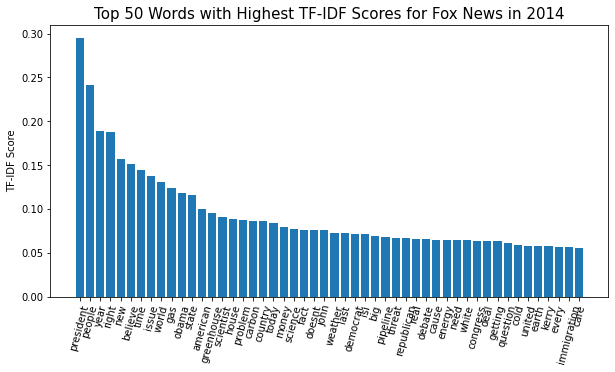 Top 50 Words with Highest TF-IDF Scores for Fox News in 2014
TF-IDF Score
0.30
0.25
0.20
0.15
0.10
0.05
0.00
president
people
year
right
new
believe
time
issue
world
gas
obama
state
american
greenhouse
scientist
house
problem
carbon
country
today
money
science
fact
doesnt
john
weather
last
democrat
isi
big
pipeline
threat
republican
real
debate
cause
energy
need
white
congress
deal
getting
question
cold
united
earth
kerry
every
immigration
care